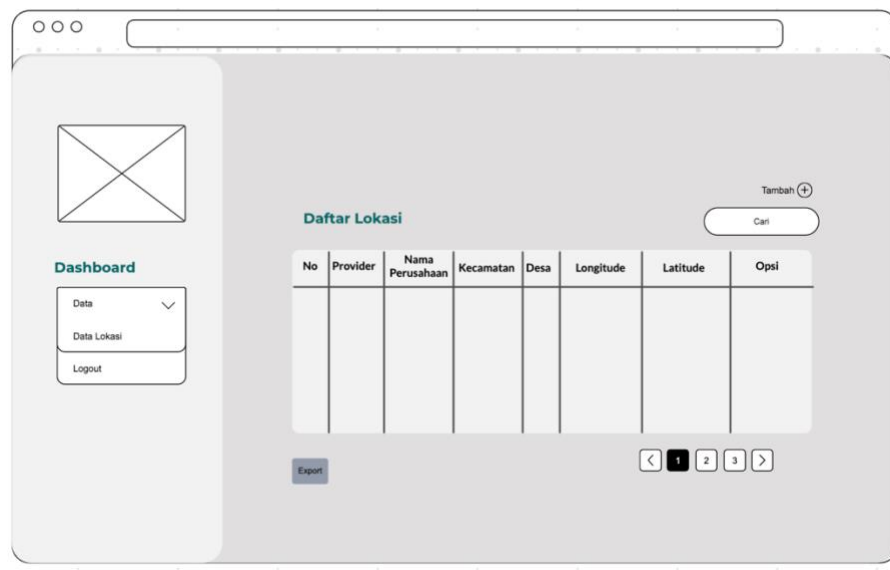 Dashboard
Data
Data Lokasi
Logout
Tambah
Daftar Lokasi
Cari
No Provider Nama Perusahaan Kecamatan Desa Longitude Latitude Opsi
Export
1 2 3